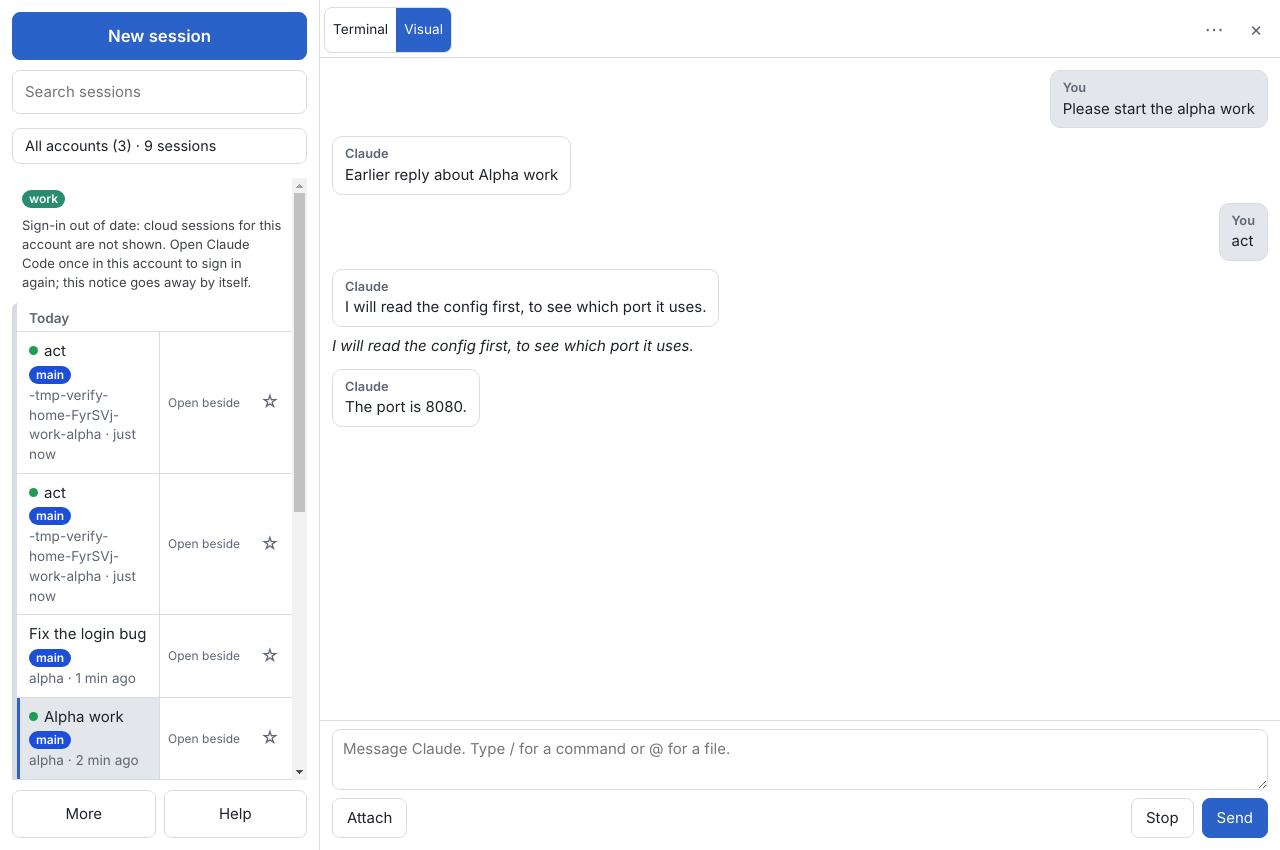 New session
Search sessions
All accounts (3) · 9 sessions
work
Sign-in out of date: cloud sessions for this
account are not shown. Open Claude
Code once in this account to sign in
again; this notice goes away by itself.
Today
act
main
-tmp-verify-
home-FyrSVj-
work-alpha · just
now
Open beside
act
main
-tmp-verify-
home-FyrSVj-
work-alpha · just
now
Open beside
Fix the login bug
main
alpha · 1 min ago
Open beside
Alpha work
main
alpha · 2 min ago
Open beside
More
Help
Terminal
Visual
You
Please start the alpha work
Claude
Earlier reply about Alpha work
You
act
Claude
I will read the config first, to see which port it uses.
I will read the config first, to see which port it uses.
Claude
The port is 8080.
Message Claude. Type / for a command or @ for a file.
Attach
Stop
Send